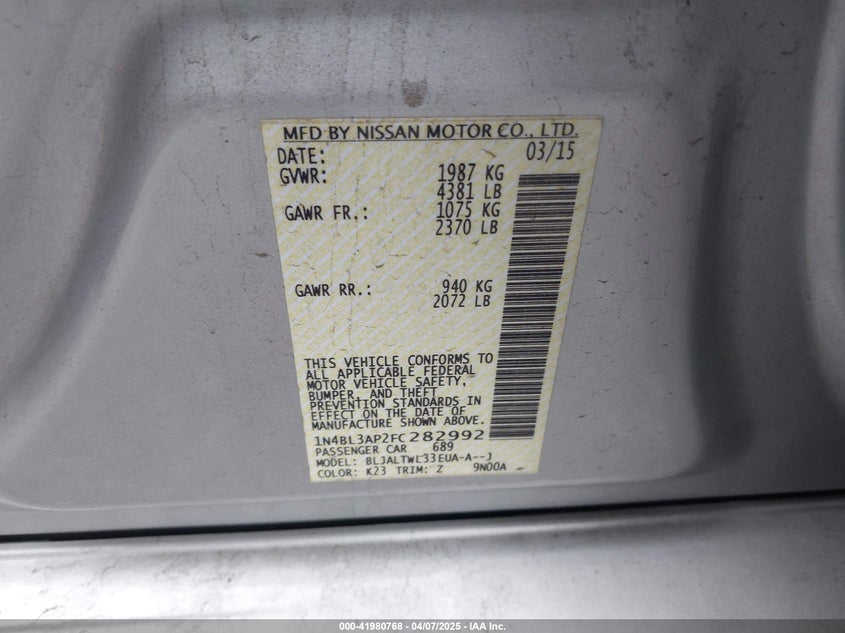 MFD BY NISSAN MOTOR CO., LTD.
DATE: 03/15
GVWR: 1987 KG
4381 LB
GAWR FR.: 1075 KG
2370 LB
GAWR RR.: 940 KG
2072 LB
THIS VEHICLE CONFORMS TO
ALL APPLICABLE FEDERAL
MOTOR VEHICLE SAFETY,
BUMPER, AND THEFT
PREVENTION STANDARDS IN
EFFECT ON THE DATE OF
MANUFACTURE SHOWN ABOVE.
1N4BL3AP2FC282992
PASSENGER CAR 689
MODEL: BLJALTWL33EUA-A--J
COLOR: K23 TRIM: Z 9N00A
000-41980768 - 04/07/2025 - IAA Inc.